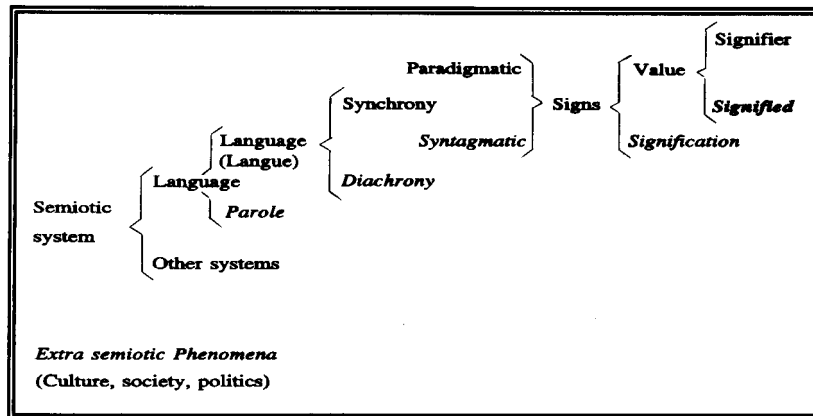 Signifier
Paradigmatic Value
Synchrony Signs Signified
Language
(Langue) Syntagmatic Signification
Language Diachrony
Semiotic
system
Parole
Other systems
Extra semiotic Phenomena
(Culture, society, politics)